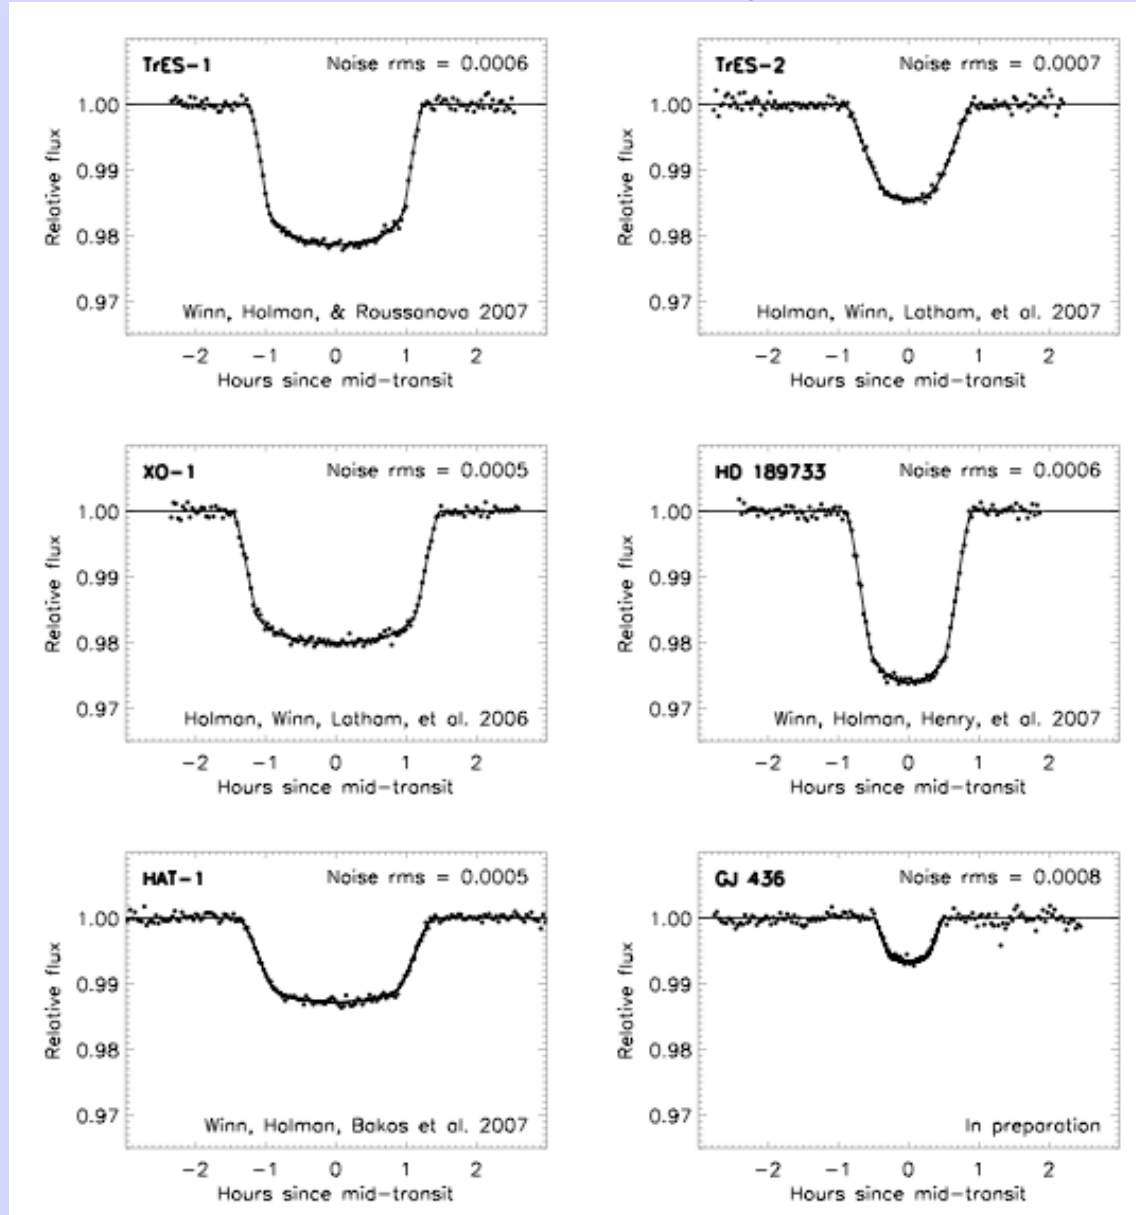 TrES-1 Noise rms = 0.0006
1.00
0.99
0.98
0.97
Relative flux
Winn, Holman, & Roussanova 2007
-2 -1 0 1 2
Hours since mid-transit
TrES-2 Noise rms = 0.0007
1.00
0.99
0.98
0.97
Relative flux
Holman, Winn, Latham, et al. 2007
-2 -1 0 1 2
Hours since mid-transit
XO-1 Noise rms = 0.0005
1.00
0.99
0.98
0.97
Relative flux
Holman, Winn, Latham, et al. 2006
-2 -1 0 1 2
Hours since mid-transit
HD 189733 Noise rms = 0.0006
1.00
0.99
0.98
0.97
Relative flux
Winn, Holman, Henry, et al. 2007
-2 -1 0 1 2
Hours since mid-transit
HAT-1 Noise rms = 0.0005
1.00
0.99
0.98
0.97
Relative flux
Winn, Holman, Bakos et al. 2007
-2 -1 0 1 2
Hours since mid-transit
GJ 436 Noise rms = 0.0008
1.00
0.99
0.98
0.97
Relative flux
In preparation
-2 -1 0 1 2
Hours since mid-transit